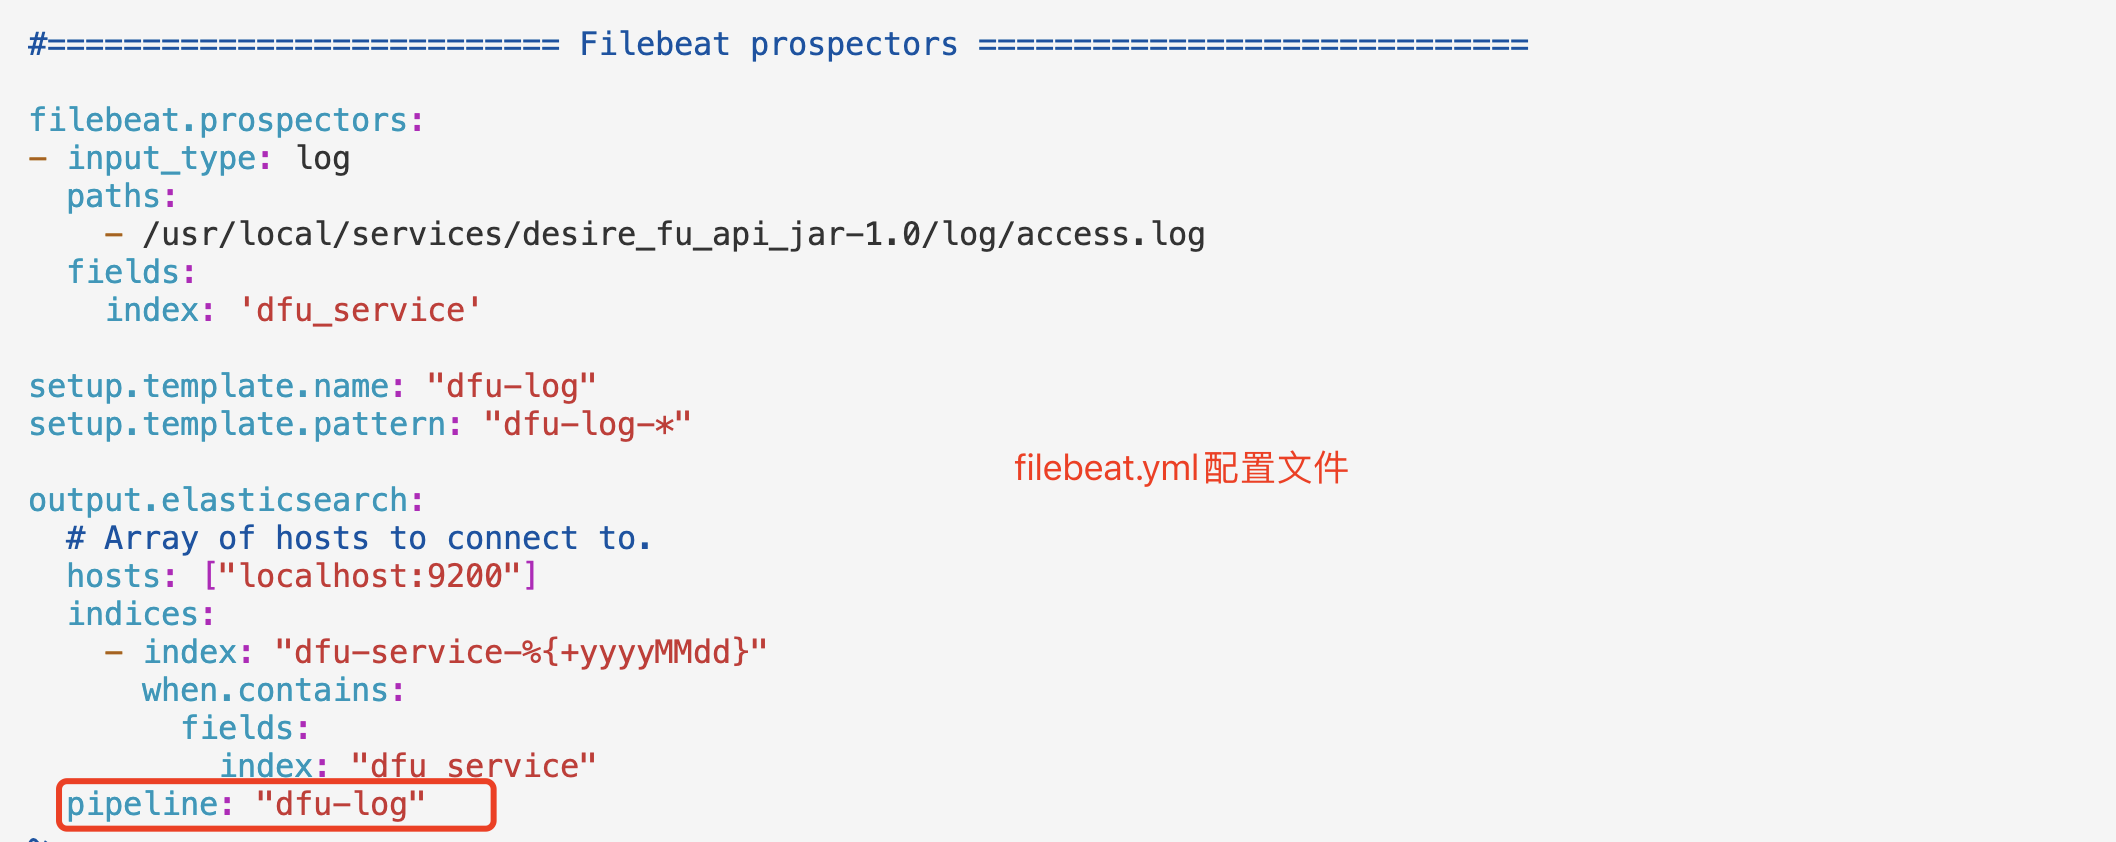 #=========================== Filebeat prospectors =============================
filebeat.prospectors:
- input_type: log
  paths:
    - /usr/local/services/desire_fu_api_jar-1.0/log/access.log
  fields:
    index: 'dfu_service'
setup.template.name: "dfu-log"
setup.template.pattern: "dfu-log-*"
filebeat.yml配置文件
output.elasticsearch:
  # Array of hosts to connect to.
  hosts: ["localhost:9200"]
  indices:
    - index: "dfu-service-%{+yyyyMMdd}"
      when.contains:
        fields:
          index: "dfu_service"
  pipeline: "dfu-log"